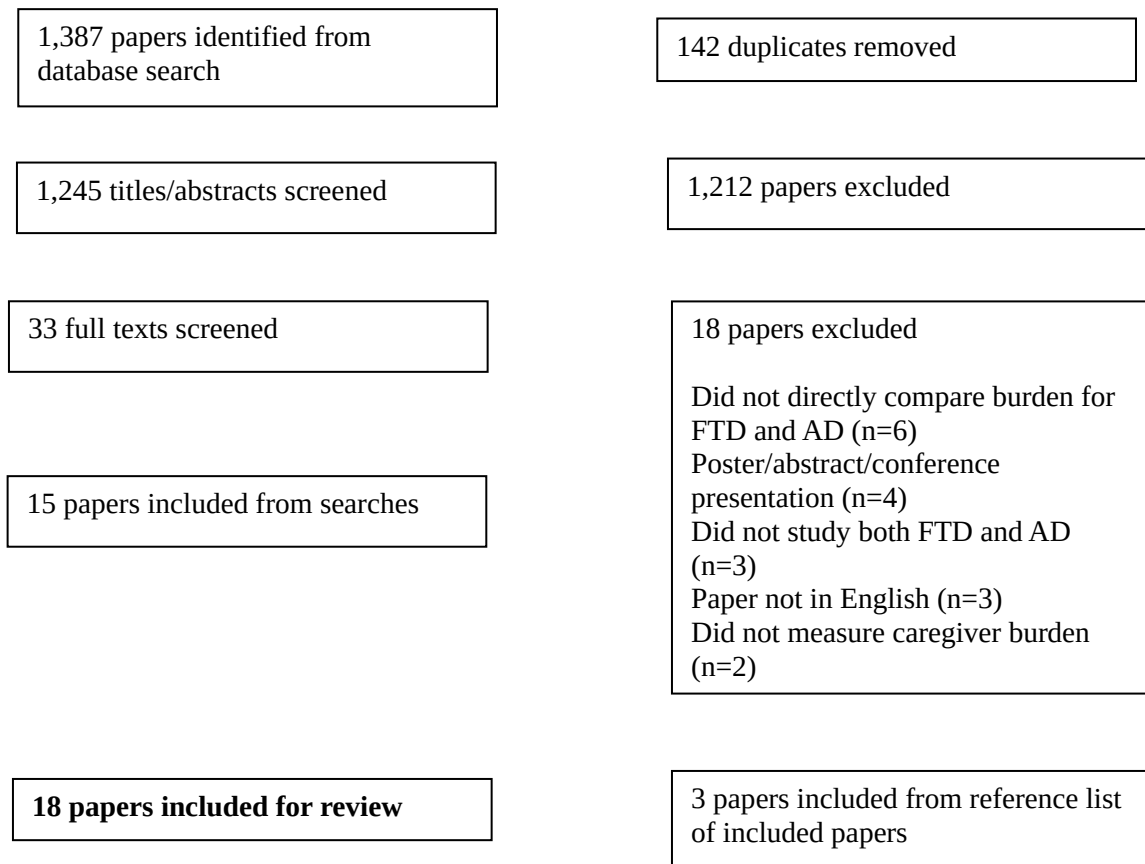 1,387 papers identified from
database search
142 duplicates removed
1,245 titles/abstracts screened
1,212 papers excluded
33 full texts screened
18 papers excluded
Did not directly compare burden for
FTD and AD (n=6)
Poster/abstract/conference
presentation (n=4)
Did not study both FTD and AD
(n=3)
Paper not in English (n=3)
Did not measure caregiver burden
(n=2)
15 papers included from searches
18 papers included for review
3 papers included from reference list
of included papers